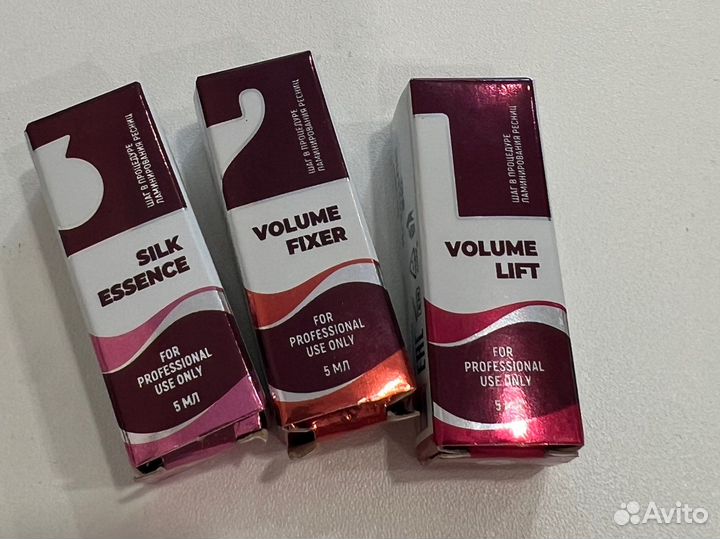 3
ШАГ В ПРОЦЕДУРЕ
ЛАМИНИРОВАНИЯ РЕСНИЦ
SILK
ESSENCE
FOR
PROFESSIONAL
USE ONLY
5 МЛ
2
ШАГ В ПРОЦЕДУРЕ
ЛАМИНИРОВАНИЯ РЕСНИЦ
VOLUME
FIXER
FOR
PROFESSIONAL
USE ONLY
5 МЛ
1
ШАГ В ПРОЦЕДУРЕ
ЛАМИНИРОВАНИЯ РЕСНИЦ
VOLUME
LIFT
FOR
PROFESSIONAL
USE ONLY
5
EAC
Avito